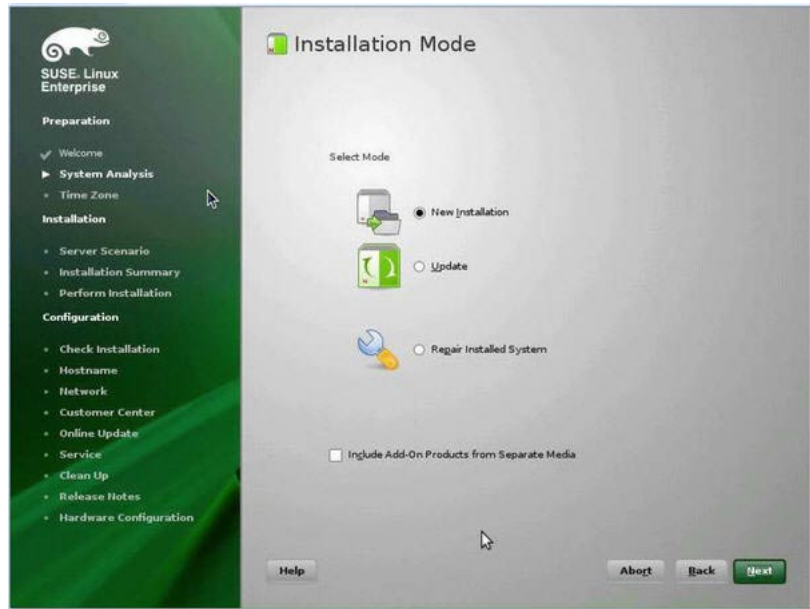 SUSE. Linux
Enterprise
Preparation
Welcome
System Analysis
Time Zone
Installation
Server Scenario
Installation Summary
Perform Installation
Configuration
Check Installation
Hostname
Network
Customer Center
Online Update
Service
Clean Up
Release Notes
Hardware Configuration
Installation Mode
Select Mode
New Installation
Update
Repair Installed System
Include Add-On Products from Separate Media
Help
Abort
Back
Next